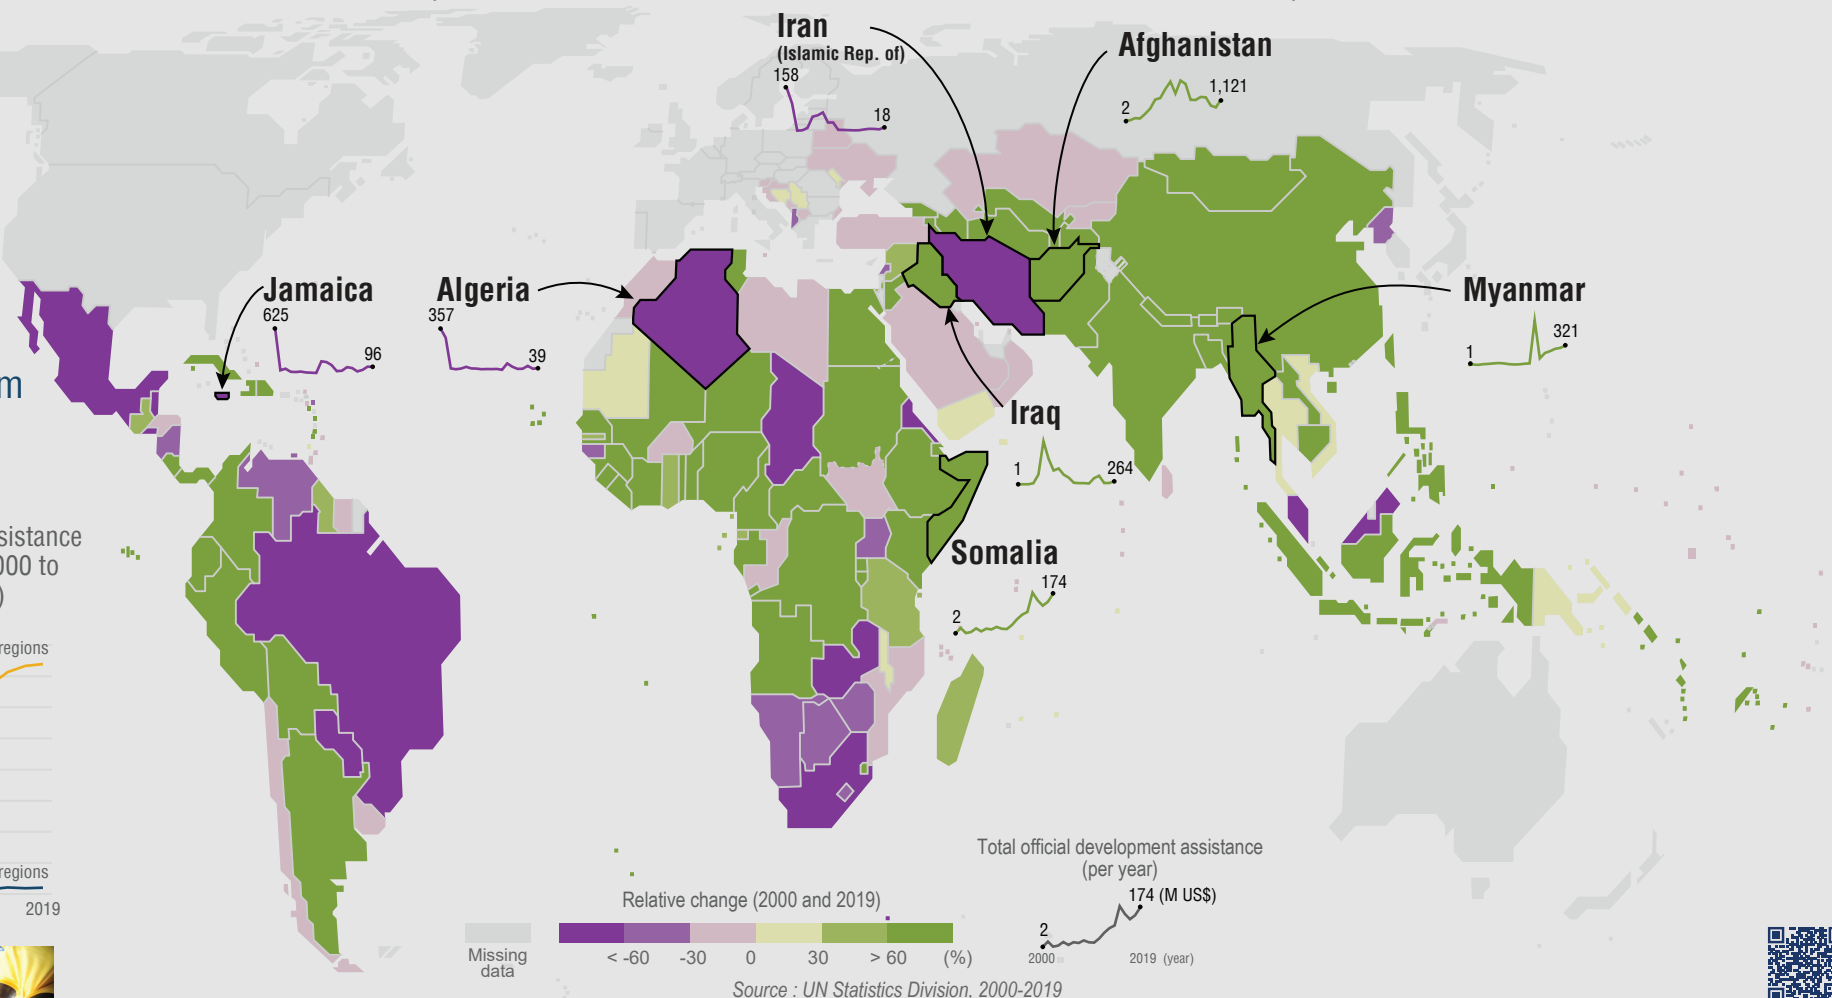 Iran
(Islamic Rep. of)
158
18
Afghanistan
2
1,121
Jamaica
625
96
Algeria
357
39
Myanmar
1
321
Iraq
1
264
Somalia
2
174
m
sistance
000 to
)
regions
regions
2019
Relative change (2000 and 2019)
Missing
data
< -60
-30
0
30
> 60
(%)
Total official development assistance
(per year)
174 (M US$)
2
2000
2019 (year)
Source : UN Statistics Division, 2000-2019